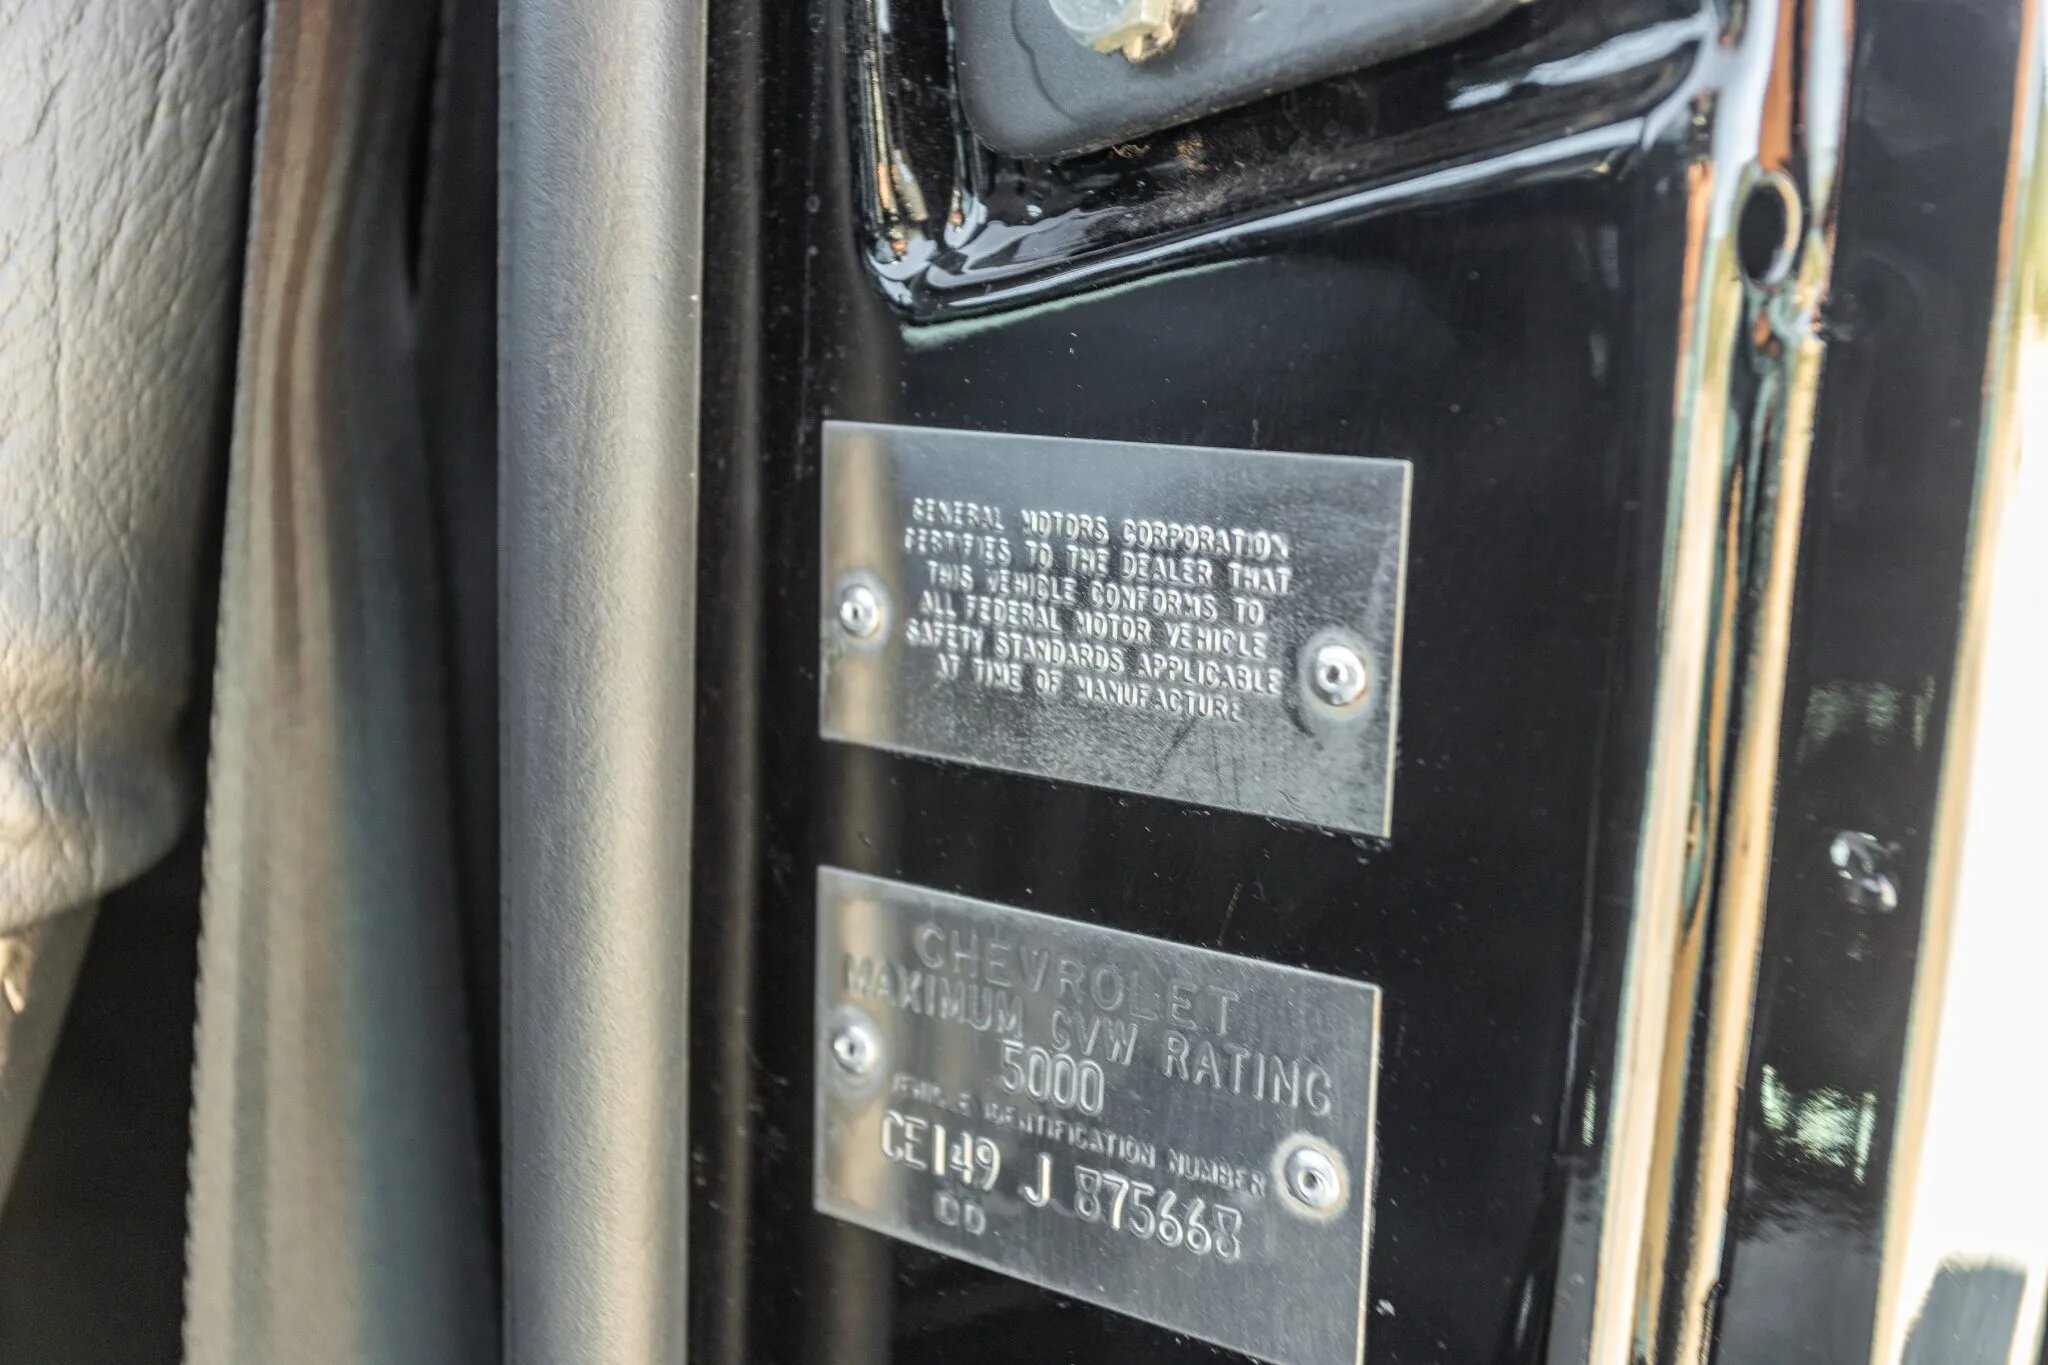 GENERAL MOTORS CORPORATION
CERTIFIES TO THE DEALER THAT
THIS VEHICLE CONFORMS TO
ALL FEDERAL MOTOR VEHICLE
SAFETY STANDARDS APPLICABLE
AT TIME OF MANUFACTURE
CHEVROLET
MAXIMUM GVW RATING
5000
VEHICLE IDENTIFICATION NUMBER
CE149 J 875668
DD